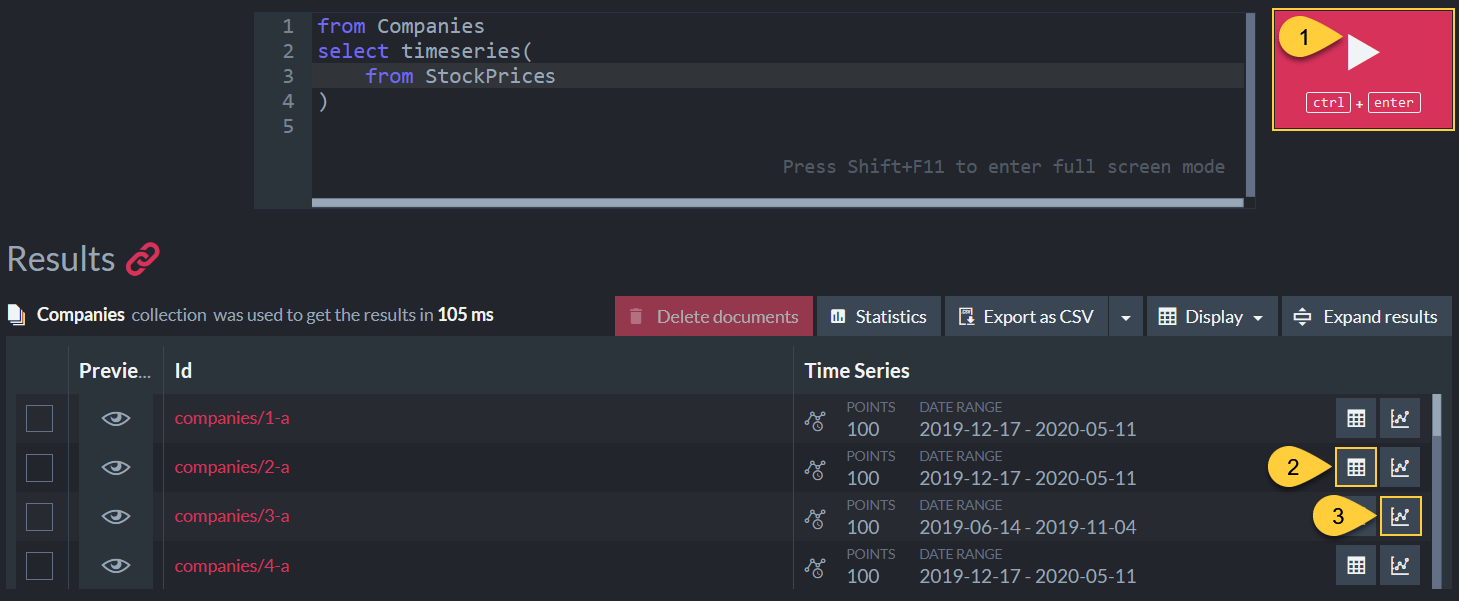 1 from Companies
2 select timeseries(
3 from StockPrices
4 )
5
Press Shift+F11 to enter full screen mode
1
ctrl + enter
Results
Companies collection was used to get the results in 105 ms
Delete documents
Statistics
Export as CSV
Display
Expand results
Previe... Id Time Series
companies/1-a
POINTS DATE RANGE
100 2019-12-17 - 2020-05-11
companies/2-a
POINTS DATE RANGE
100 2019-12-17 - 2020-05-11
2
companies/3-a
POINTS DATE RANGE
100 2019-06-14 - 2019-11-04
3
companies/4-a
POINTS DATE RANGE
100 2019-12-17 - 2020-05-11